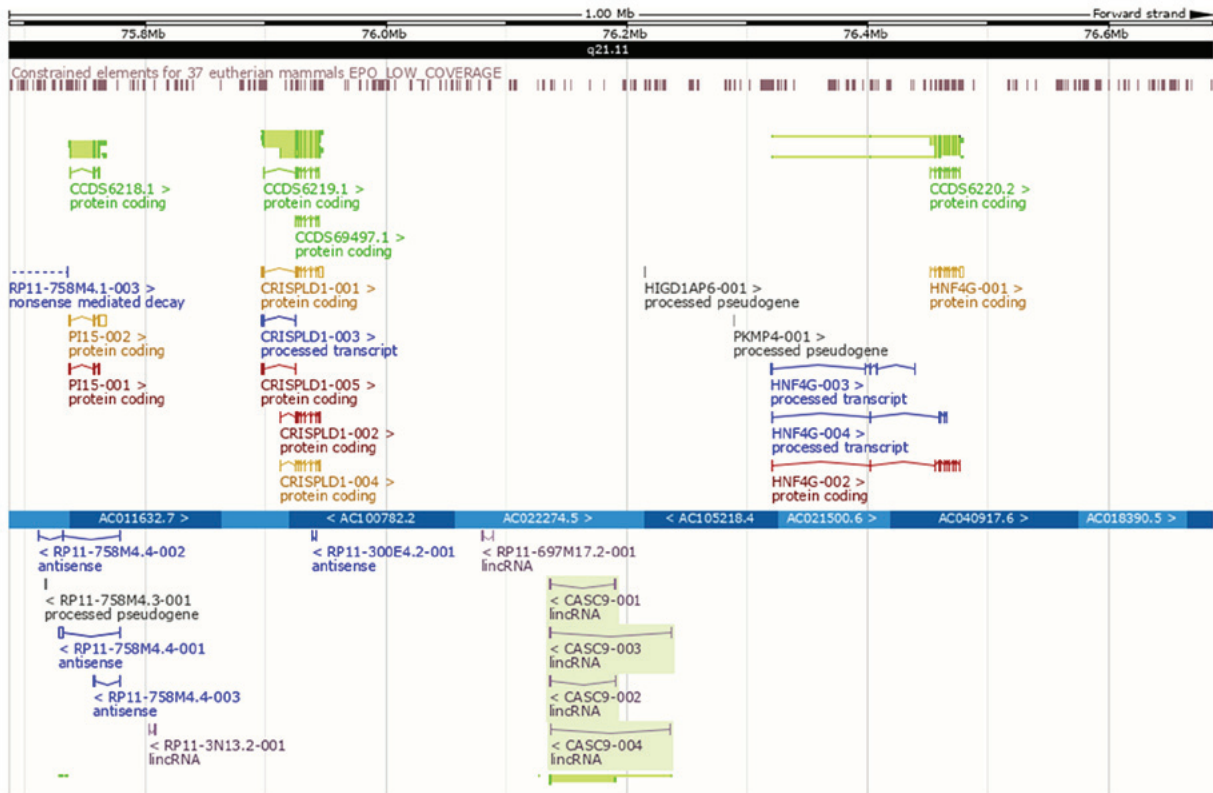 1.00 Mb
Forward strand
75.8Mb 76.0Mb 76.2Mb 76.4Mb 76.6Mb
q21.11
Constrained elements for 37 eutherian mammals EPO_LOW_COVERAGE
CCDS6218.1 > CCDS6219.1 > CCDS6220.2 >
protein coding protein coding protein coding
CCDS69497.1 >
protein coding
RP11-758M4.1-003 > CRISPLD1-001 > HIGD1AP6-001 > HNF4G-001 >
nonsense mediated decay protein coding processed pseudogene protein coding
PI15-002 > CRISPLD1-003 > PKMP4-001 >
protein coding processed transcript processed pseudogene
PI15-001 > CRISPLD1-005 > HNF4G-003 >
protein coding protein coding processed transcript
CRISPLD1-002 > HNF4G-004 >
protein coding processed transcript
CRISPLD1-004 > HNF4G-002 >
protein coding protein coding
AC011632.7 > < AC100782.2 AC022274.5 > < AC105218.4 AC021500.6 > AC040917.6 > AC018390.5 >
< RP11-758M4.4-002 < RP11-300E4.2-001 < RP11-697M17.2-001
antisense antisense lincRNA
< RP11-758M4.3-001 < CASC9-001
processed pseudogene lincRNA
< RP11-758M4.4-001 < CASC9-003
antisense lincRNA
< RP11-758M4.4-003 < CASC9-002
antisense lincRNA
< RP11-3N13.2-001 < CASC9-004
lincRNA lincRNA